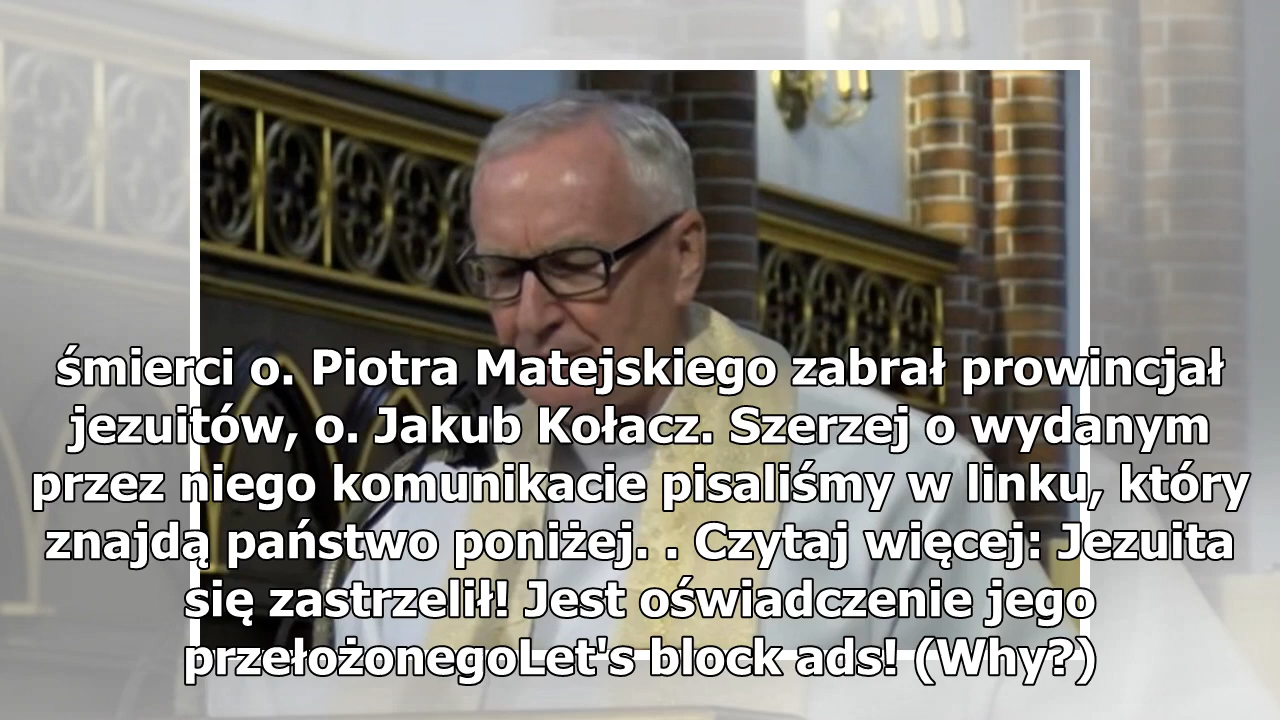 śmierci o. Piotra Matejskiego zabrał prowincjał
jezuitów, o. Jakub Kołacz. Szerzej o wydanym
przez niego komunikacie pisaliśmy w linku, który
znajdą państwo poniżej. . Czytaj więcej: Jezuita
się zastrzelił! Jest oświadczenie jego
przełożonegoLet's block ads! (Why?)